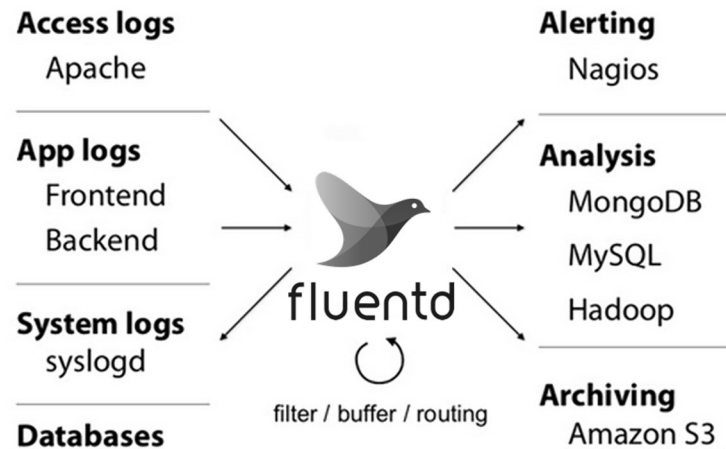 Access logs
Apache
App logs
Frontend
Backend
System logs
syslogd
Databases
fluentd
filter / buffer / routing
Alerting
Nagios
Analysis
MongoDB
MySQL
Hadoop
Archiving
Amazon S3